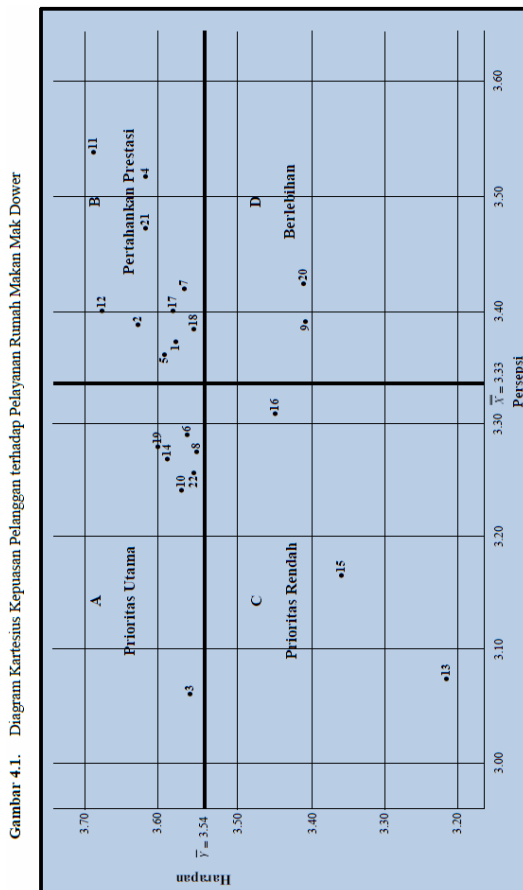 Gambar 4.1. Diagram Kartesius Kepuasan Pelanggan terhadap Pelayanan Rumah Makan Mak Dower
Harapan
3.70
3.60
Y = 3.54
3.50
3.40
3.30
3.20
A
Prioritas Utama
3
10
22
14
19
8
6
B
Pertahankan Prestasi
5
1
2
12
18
17
7
21
4
11
C
Prioritas Rendah
13
15
16
D
Berlebihan
9
20
3.00
3.10
3.20
3.30
X = 3.33
3.40
3.50
3.60
Persepsi